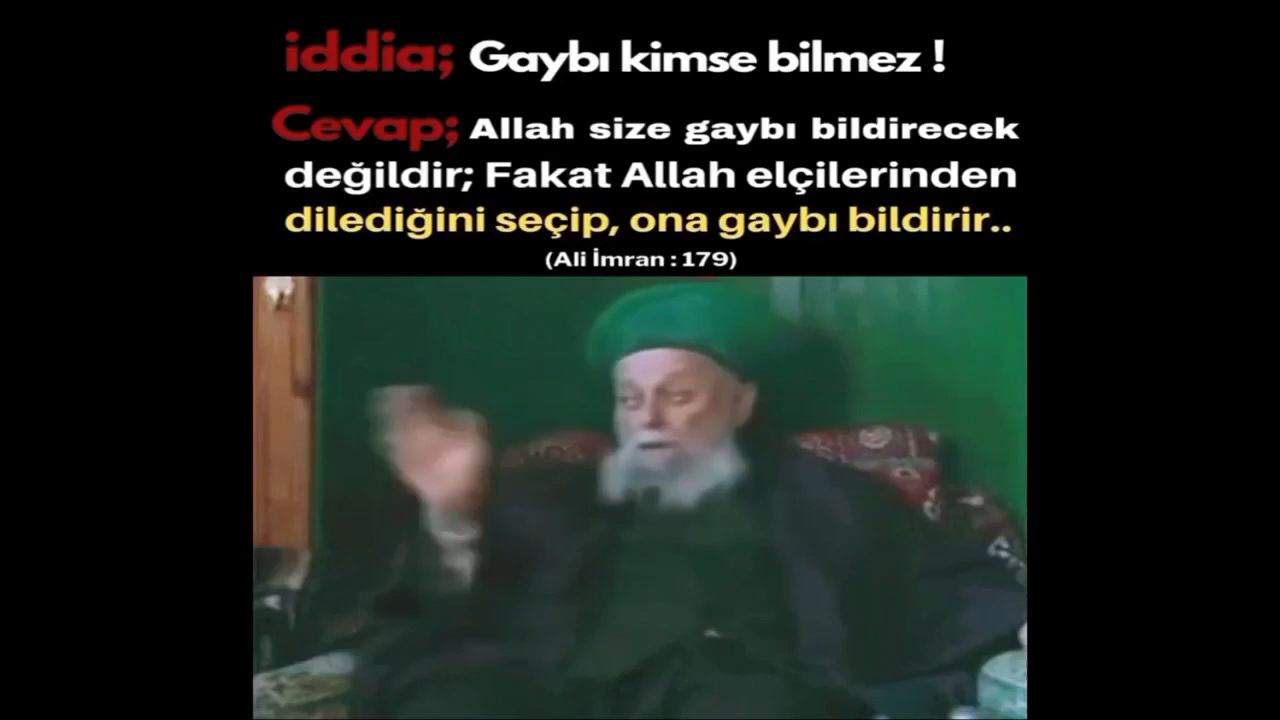 iddia; Gaybı kimse bilmez !
Cevap; Allah size gaybı bildirecek
değildir; Fakat Allah elçilerinden
dilediğini seçip, ona gaybı bildirir..
(Ali İmran : 179)